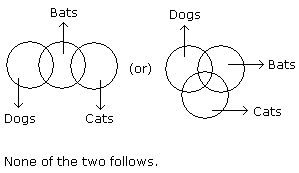 Bats
Dogs
(or)
Bats
Dogs
Cats
Cats
None of the two follows.